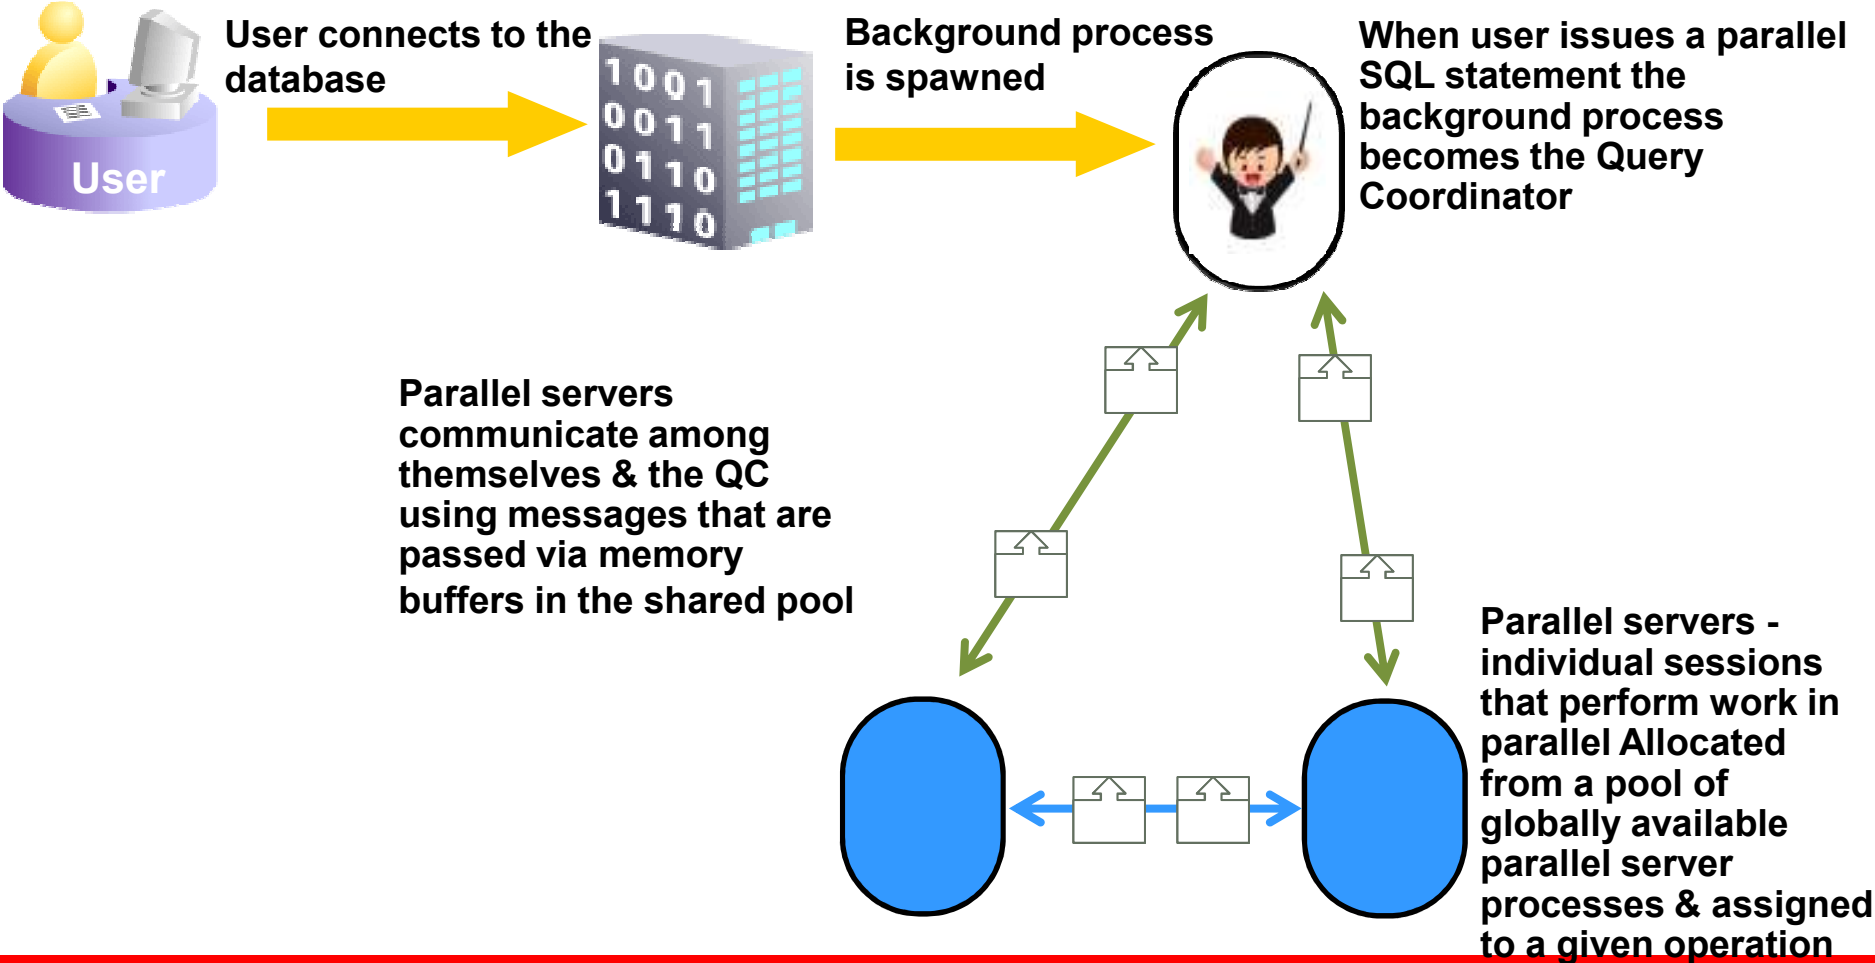 User connects to the
database
Background process
is spawned
When user issues a parallel
SQL statement the
background process
becomes the Query
Coordinator
User
1001
0011
0110
1110
Parallel servers
communicate among
themselves & the QC
using messages that are
passed via memory
buffers in the shared pool
Parallel servers -
individual sessions
that perform work in
parallel Allocated
from a pool of
globally available
parallel server
processes & assigned
to a given operation